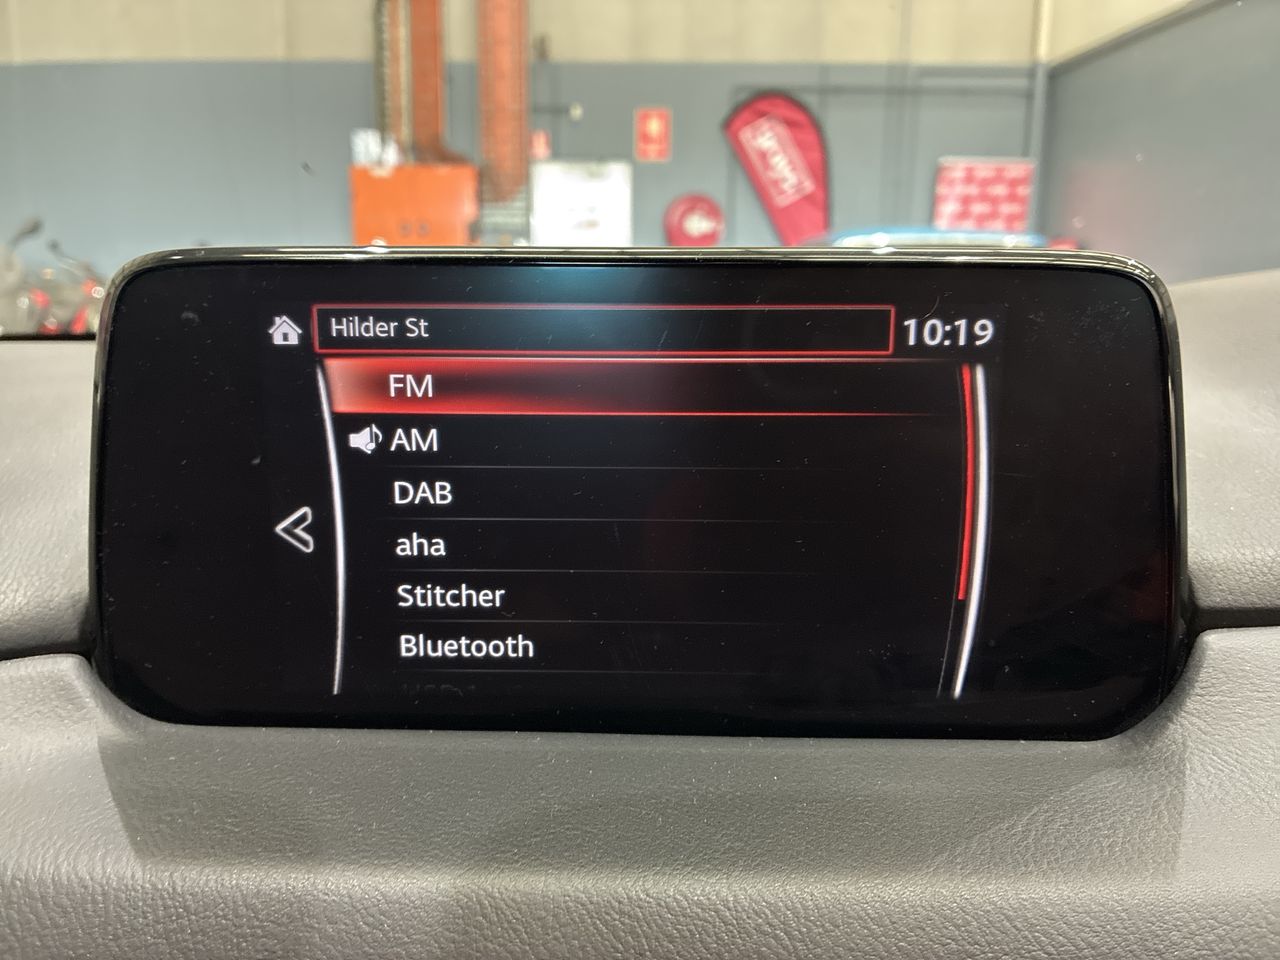 Hilder St
10:19
FM
AM
DAB
aha
Stitcher
Bluetooth